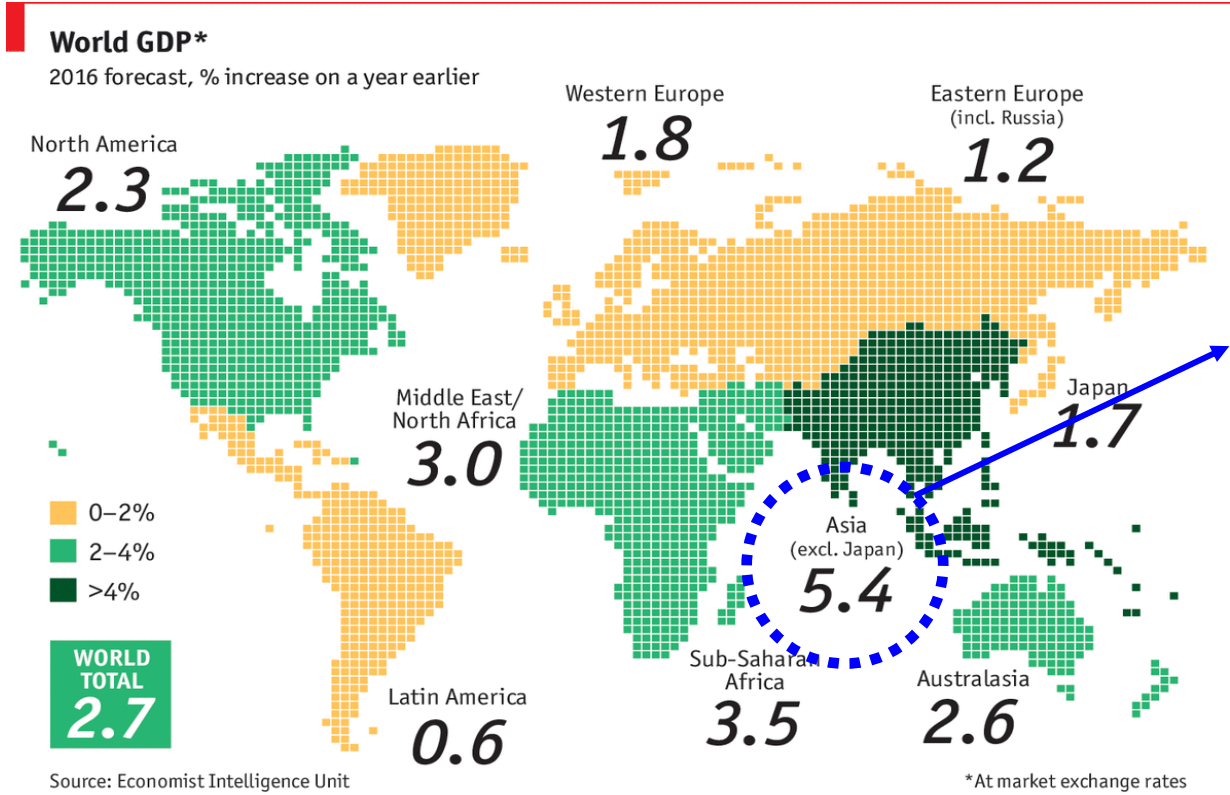 World GDP*
2016 forecast, % increase on a year earlier
Western Europe
1.8
Eastern Europe
(incl. Russia)
1.2
North America
2.3
Middle East/
North Africa
3.0
Japan
1.7
0–2%
2–4%
>4%
Asia
(excl. Japan)
5.4
WORLD
TOTAL
2.7
Latin America
0.6
Sub-Saharan
Africa
3.5
Australasia
2.6
Source: Economist Intelligence Unit
*At market exchange rates